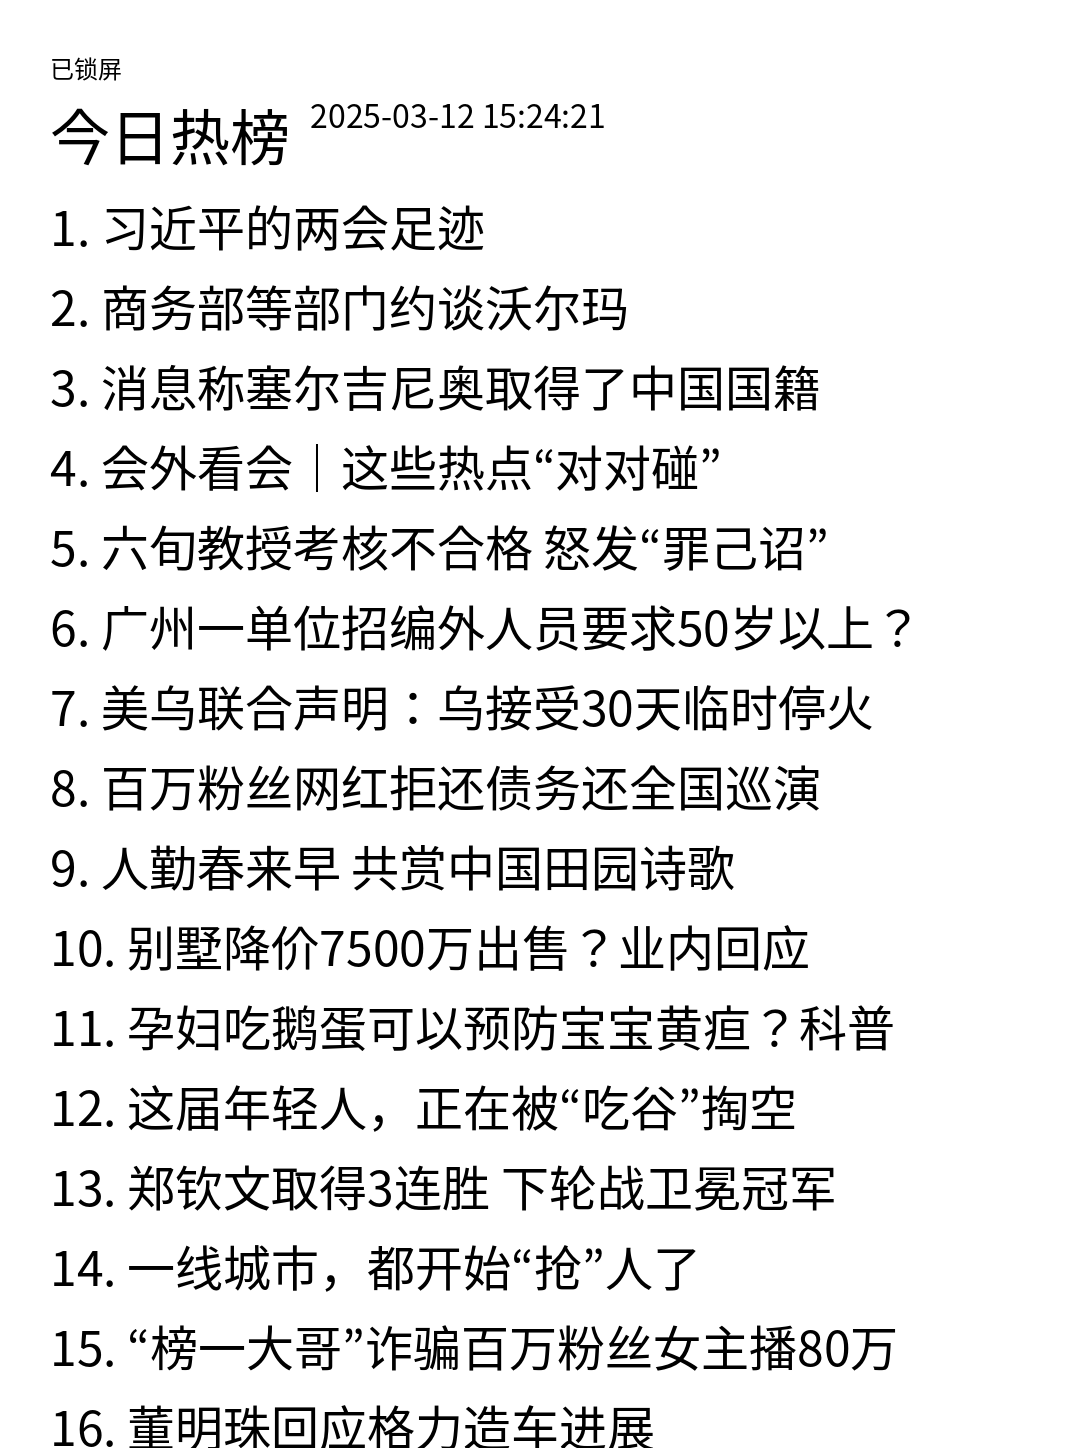 已锁屏
今日热榜 2025-03-12 15:24:21
1. 习近平的两会足迹
2. 商务部等部门约谈沃尔玛
3. 消息称塞尔吉尼奥取得了中国国籍
4. 会外看会｜这些热点“对对碰”
5. 六旬教授考核不合格 怒发“罪己诏”
6. 广州一单位招编外人员要求50岁以上？
7. 美乌联合声明：乌接受30天临时停火
8. 百万粉丝网红拒还债务还全国巡演
9. 人勤春来早 共赏中国田园诗歌
10. 别墅降价7500万出售？业内回应
11. 孕妇吃鹅蛋可以预防宝宝黄疸？科普
12. 这届年轻人，正在被“吃谷”掏空
13. 郑钦文取得3连胜 下轮战卫冕冠军
14. 一线城市，都开始“抢”人了
15. “榜一大哥”诈骗百万粉丝女主播80万
16. 董明珠回应格力造车进展